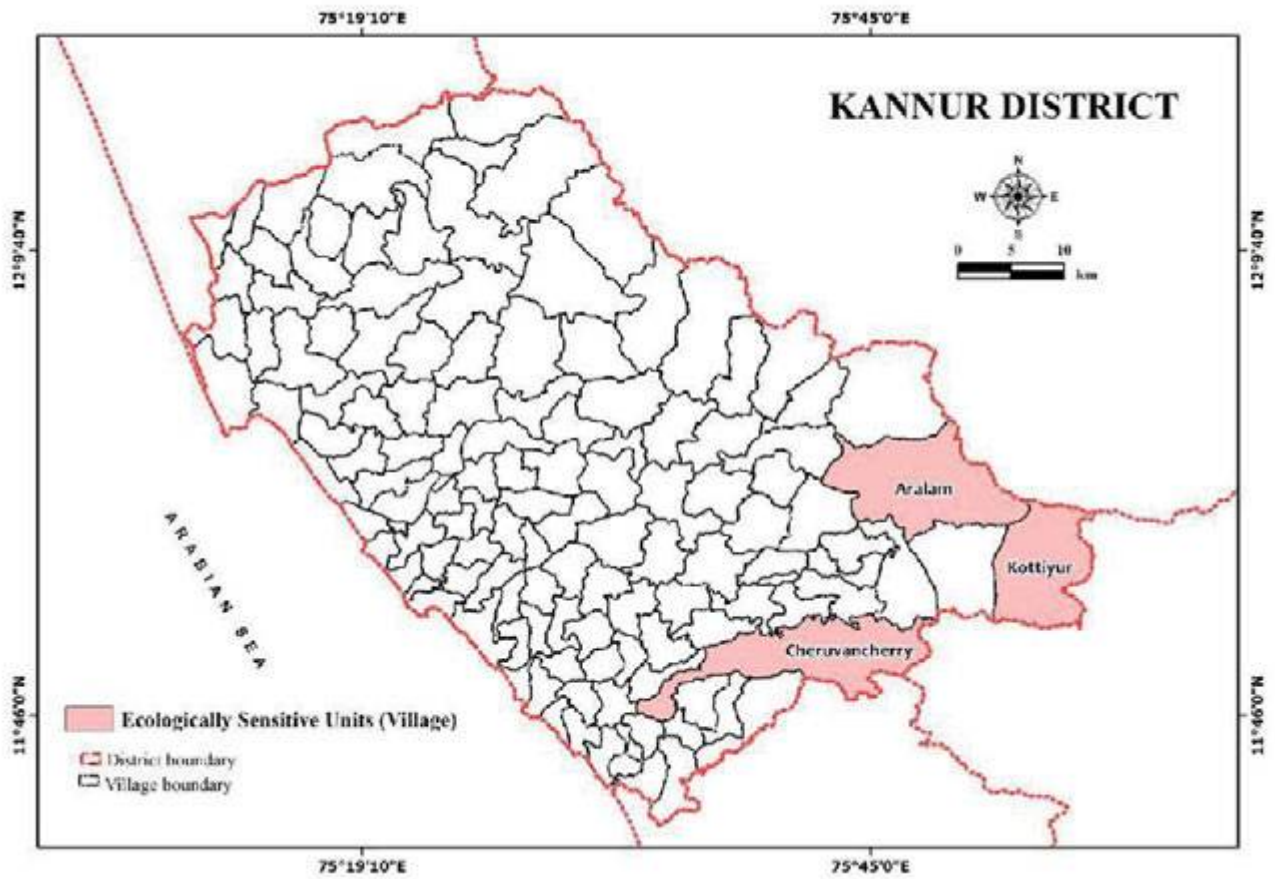 75°19'10"E
75°45'0"E
KANNUR DISTRICT
N
W
E
S
12°9'40"N
12°9'40"N
0 5 10
km
Aralam
Kottiyur
Cheruvancherry
ARABIAN SEA
11°46'0"N
11°46'0"N
Ecologically Sensitive Units (Village)
District boundary
Village boundary
75°19'10"E
75°45'0"E